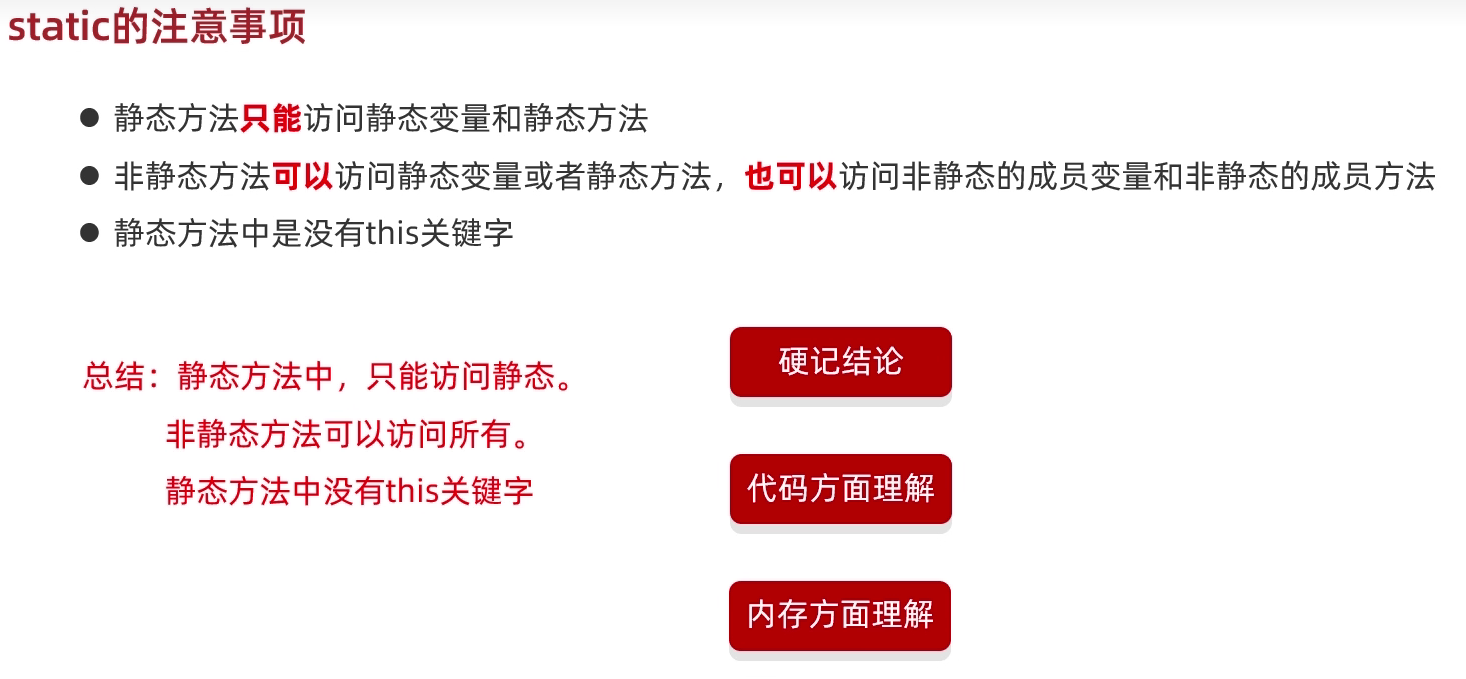 static的注意事项
静态方法只能访问静态变量和静态方法
非静态方法可以访问静态变量或者静态方法，也可以访问非静态的成员变量和非静态的成员方法
静态方法中是没有this关键字
总结：静态方法中，只能访问静态。
非静态方法可以访问所有。
静态方法中没有this关键字
硬记结论
代码方面理解
内存方面理解